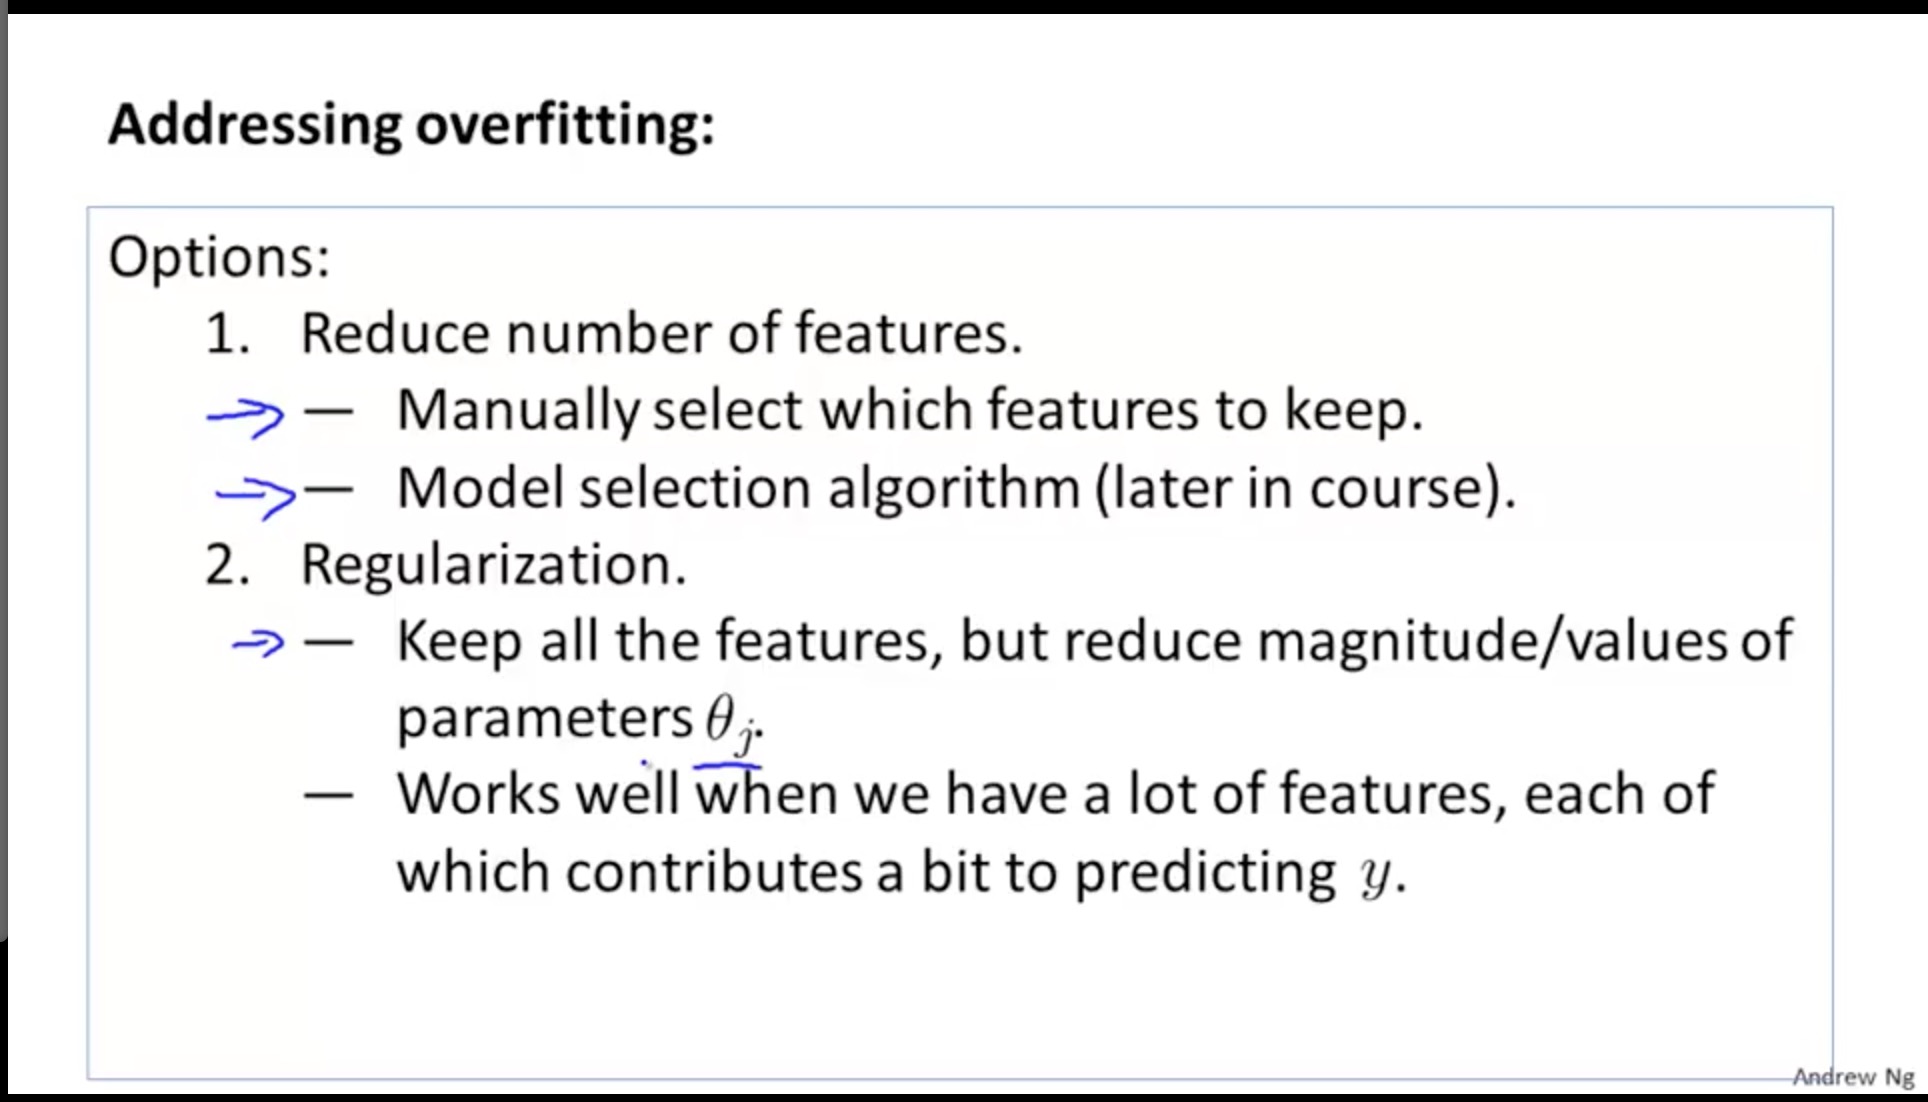 Addressing overfitting:
Options:
1. Reduce number of features.
— Manually select which features to keep.
— Model selection algorithm (later in course).
2. Regularization.
— Keep all the features, but reduce magnitude/values of
parameters θⱼ.
— Works well when we have a lot of features, each of
which contributes a bit to predicting y.
Andrew Ng